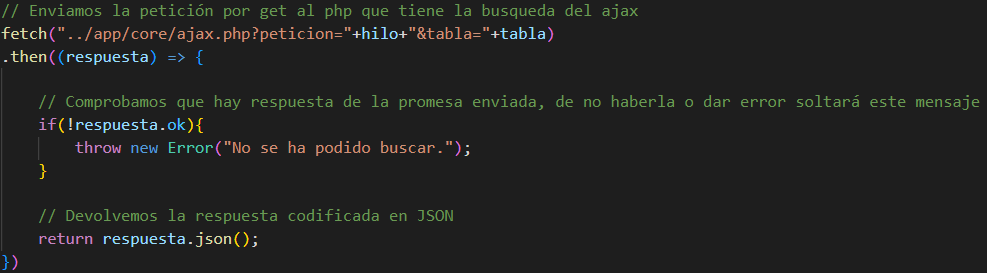 // Enviamos la petición por get al php que tiene la busqueda del ajax
fetch("../app/core/ajax.php?peticion="+hilo+"&tabla="+tabla)
.then((respuesta) => {
// Comprobamos que hay respuesta de la promesa enviada, de no haberla o dar error soltará este mensaje
if(!respuesta.ok){
throw new Error("No se ha podido buscar.");
}
// Devolvemos la respuesta codificada en JSON
return respuesta.json();
})